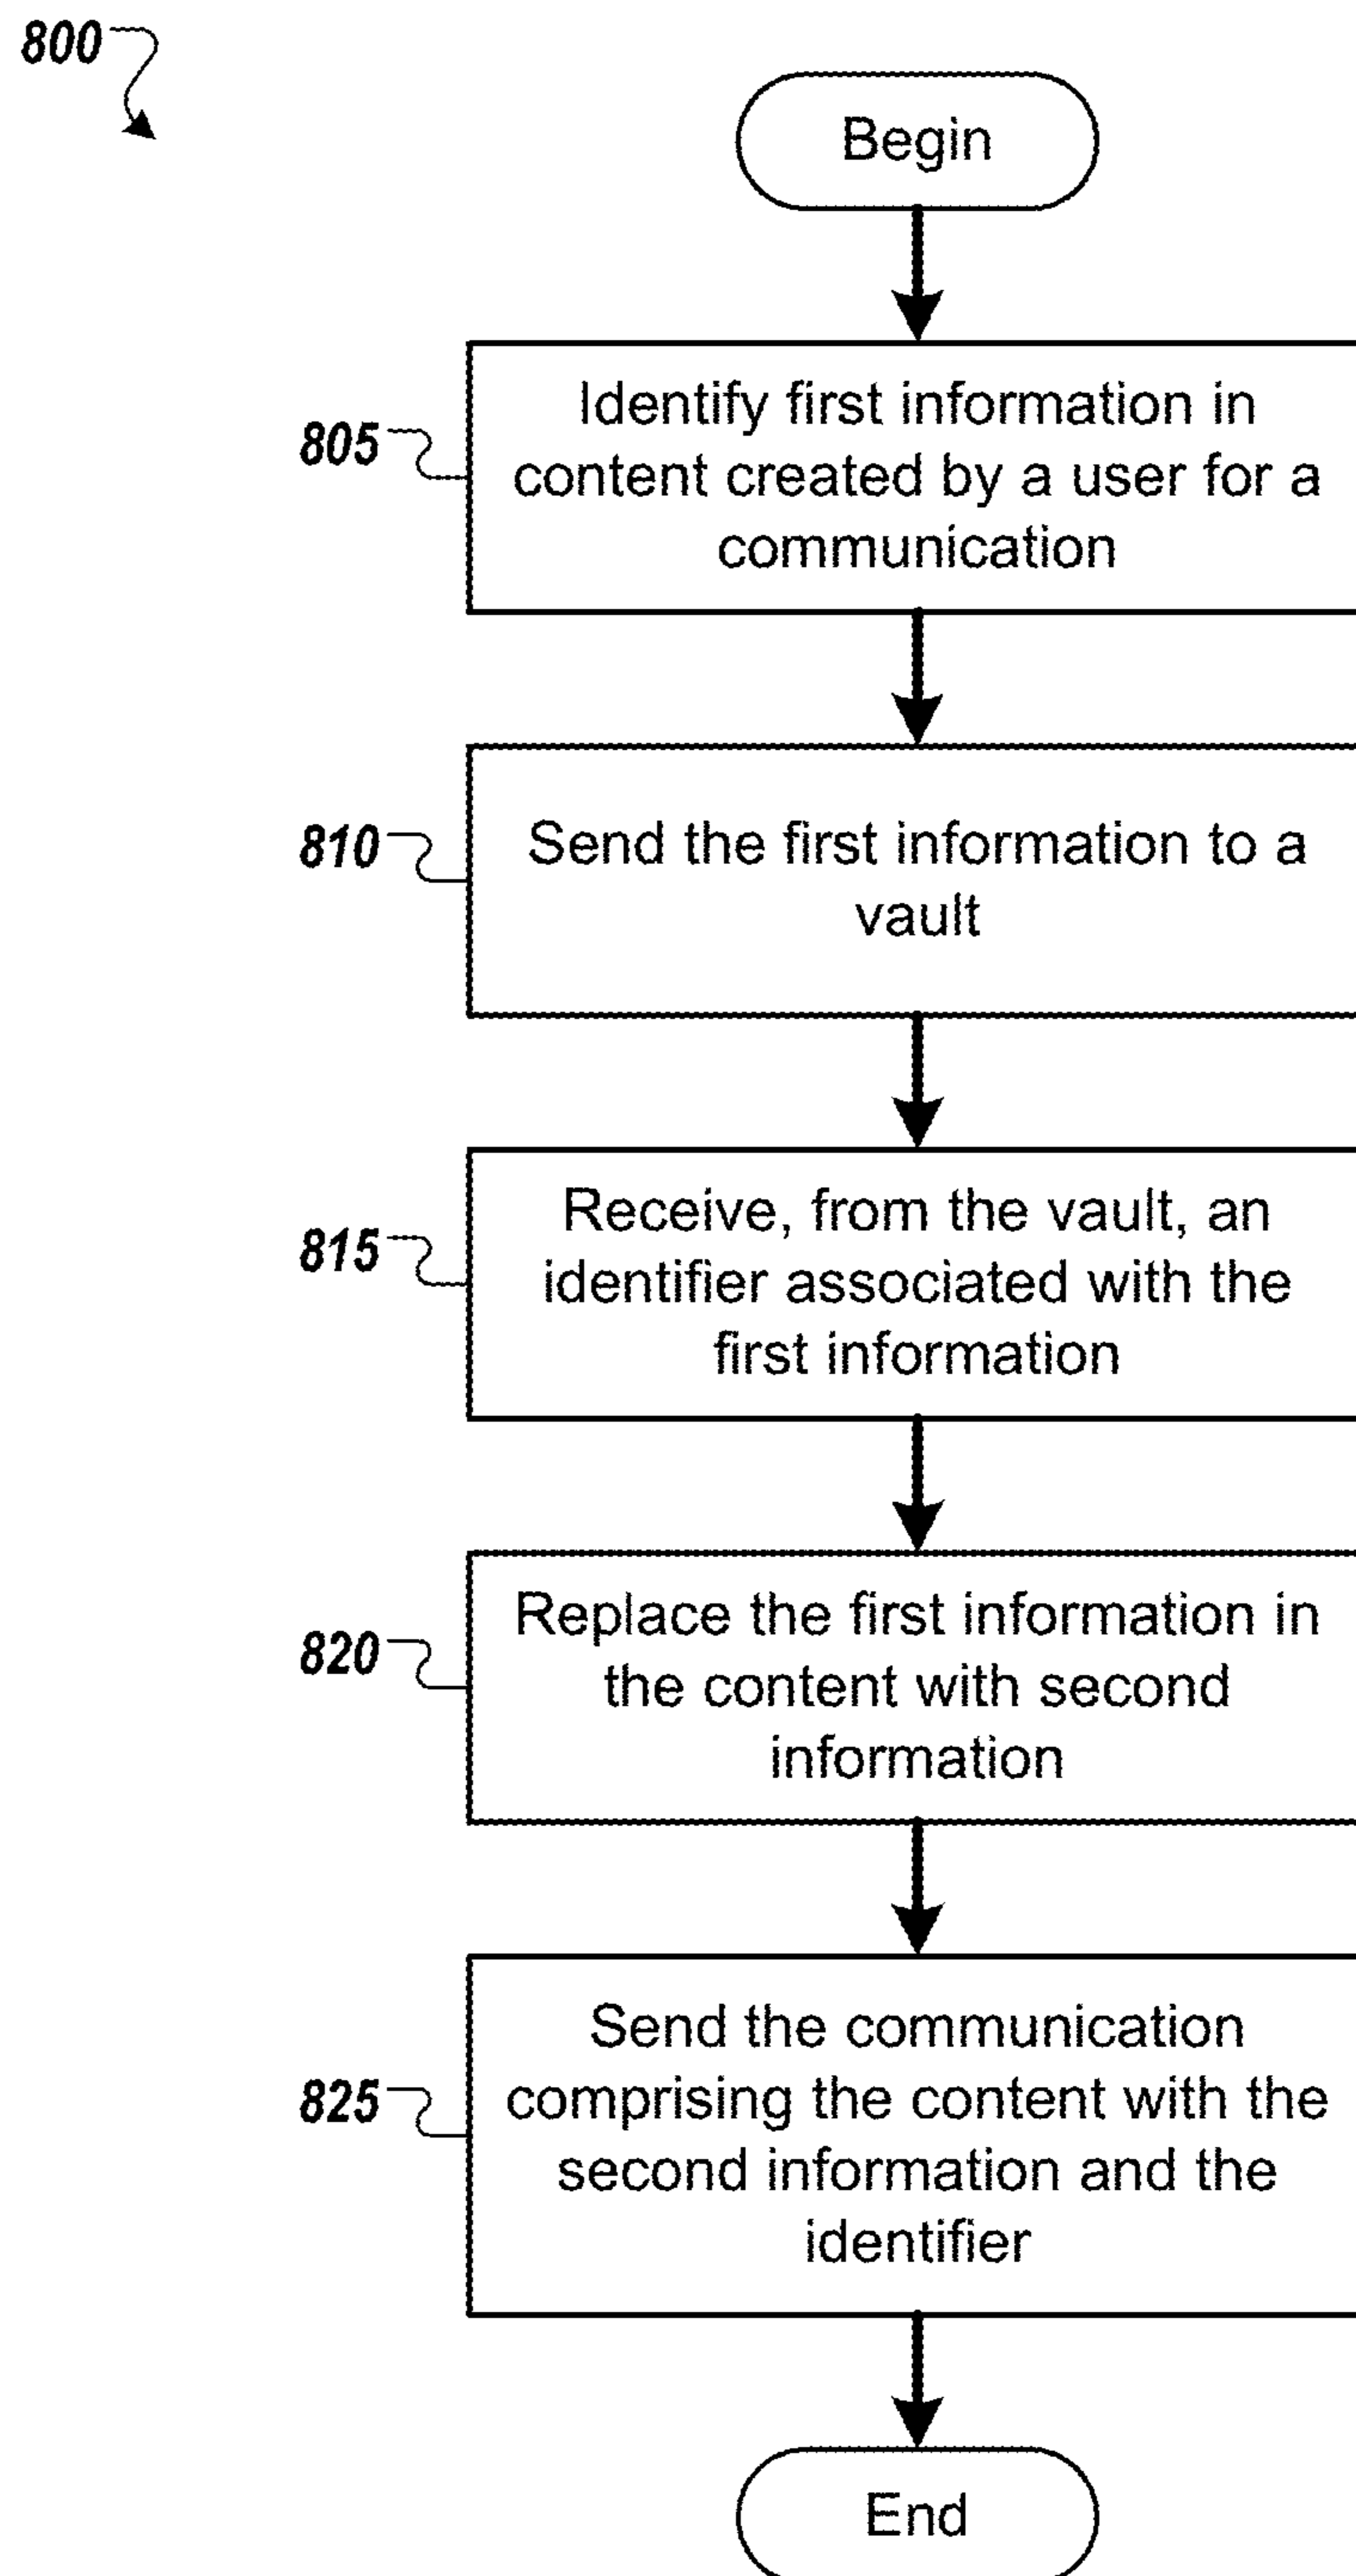 800
Begin
805
Identify first information in
content created by a user for a
communication
810
Send the first information to a
vault
815
Receive, from the vault, an
identifier associated with the
first information
820
Replace the first information in
the content with second
information
825
Send the communication
comprising the content with the
second information and the
identifier
End